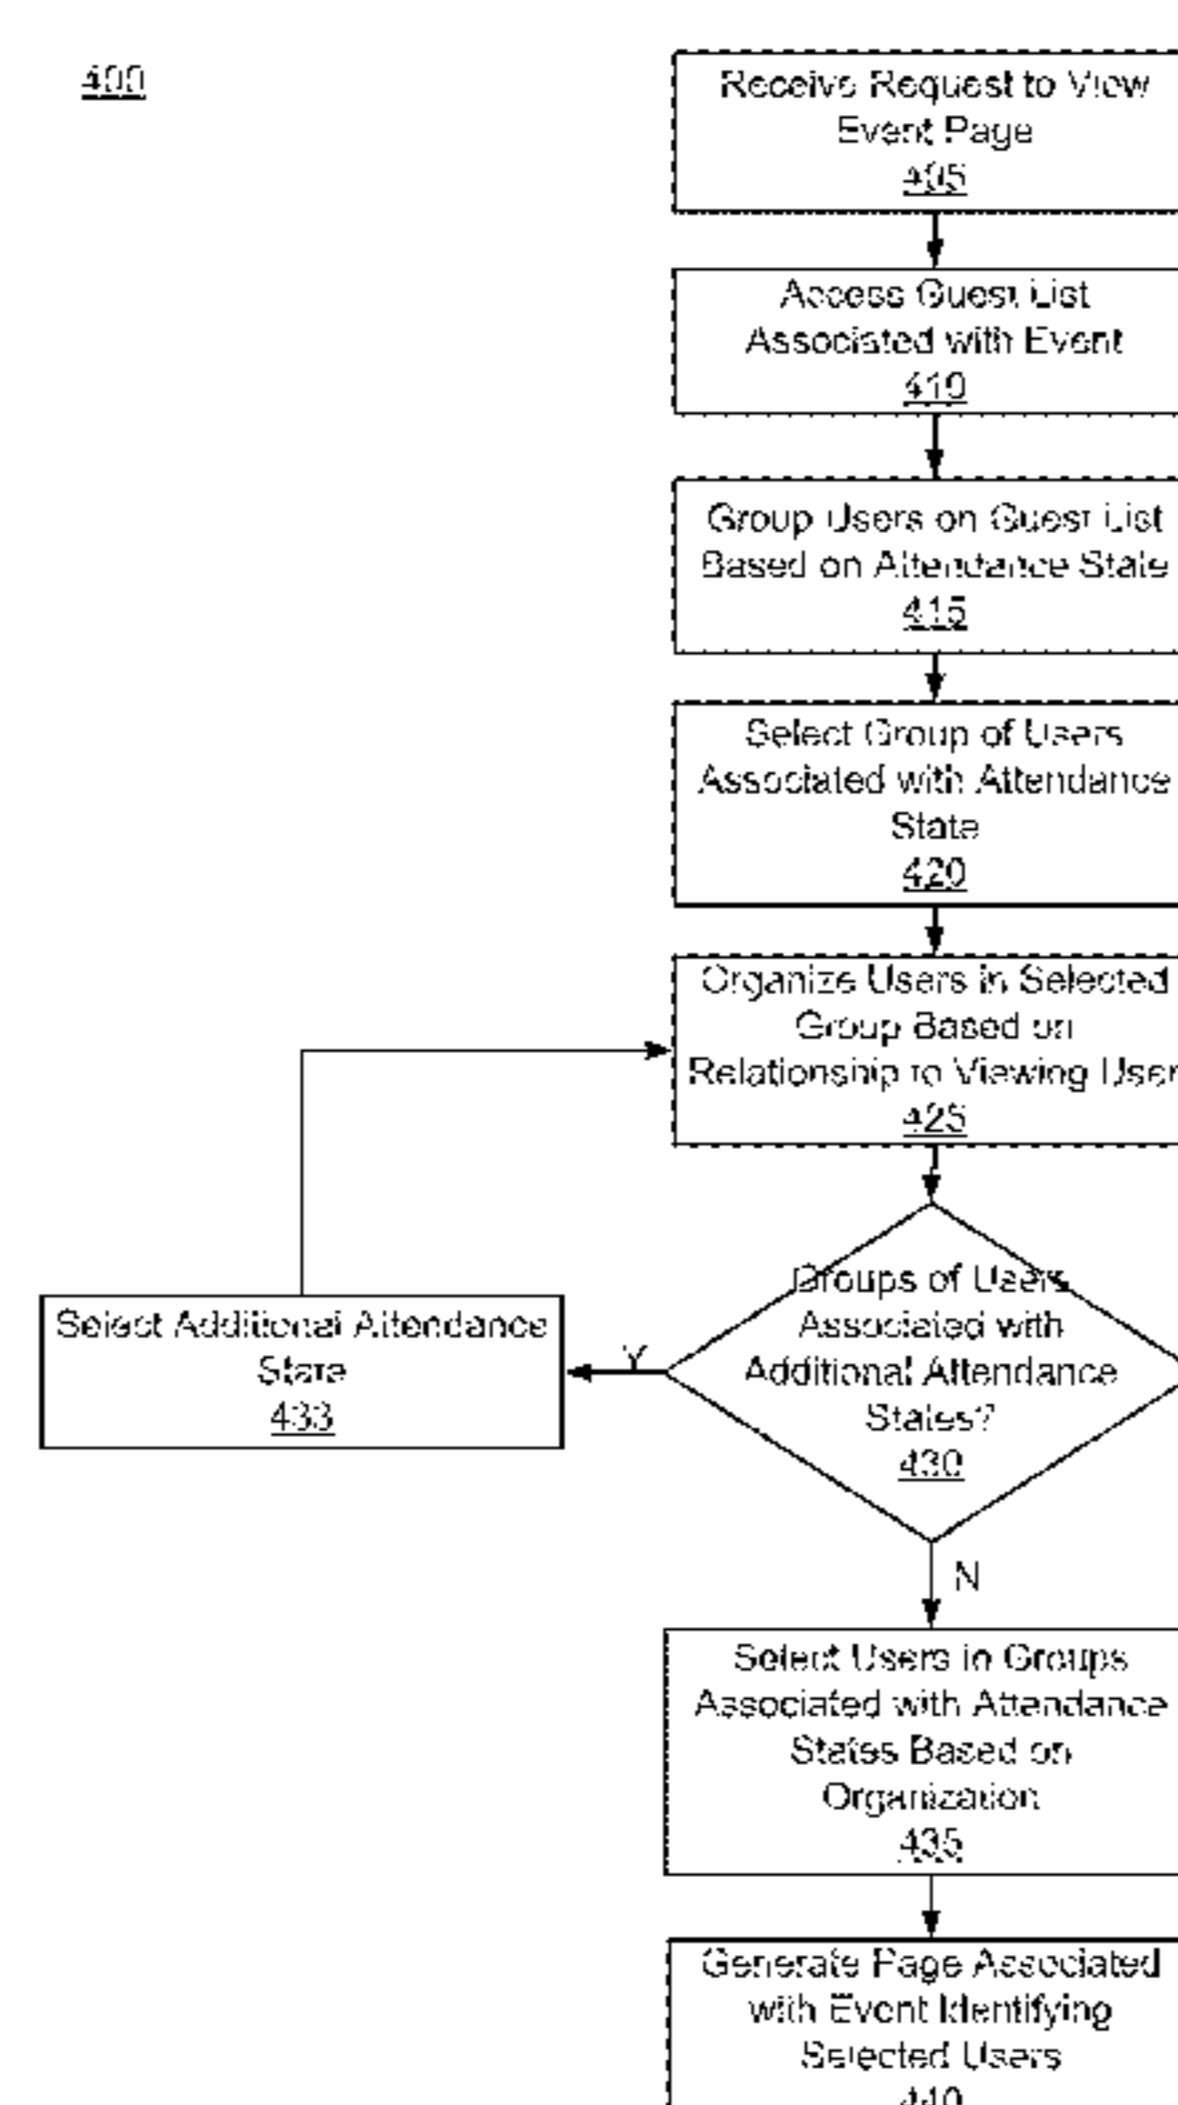 400
Receive Request to View
Event Page
405
Access Guest List
Associated with Event
410
Group Users on Guest List
Based on Attendance State
415
Select Group of Users
Associated with Attendance
State
420
Organize Users in Selected
Group Based on
Relationship to Viewing User
425
Groups of Users
Associated with
Additional Attendance
States?
430
Y
Select Additional Attendance
State
433
N
Select Users in Groups
Associated with Attendance
States Based on
Organization
435
Generate Page Associated
with Event Identifying
Selected Users
440